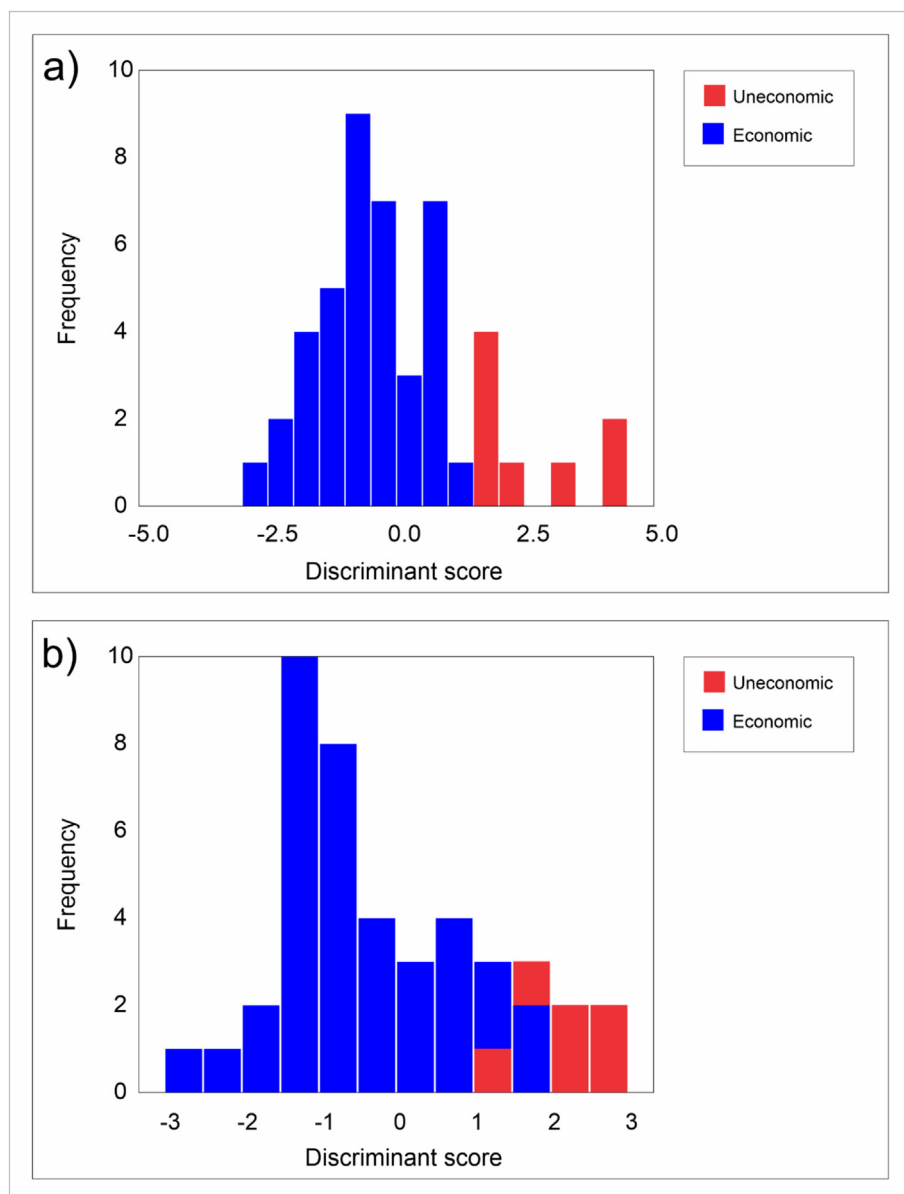 a)
10
8
6
4
2
0
Frequency
-5.0 -2.5 0.0 2.5 5.0
Discriminant score
Uneconomic
Economic
b)
10
8
6
4
2
0
Frequency
-3 -2 -1 0 1 2 3
Discriminant score
Uneconomic
Economic